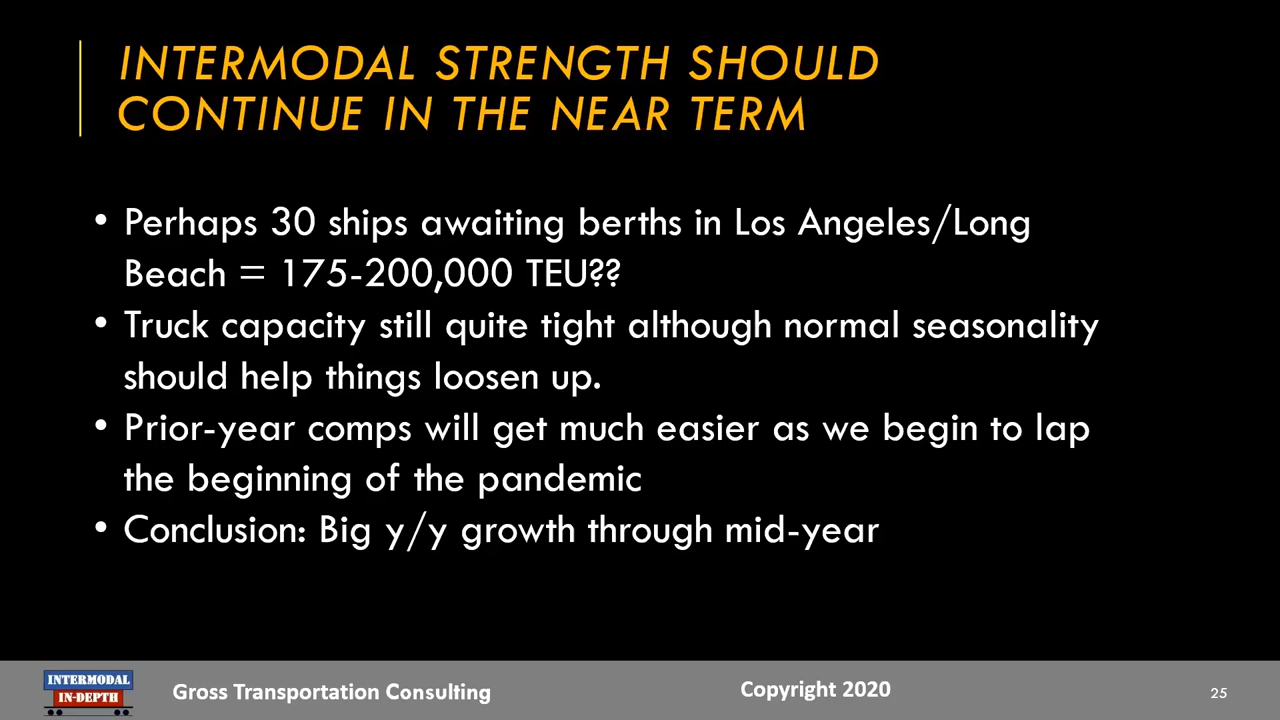 INTERMODAL STRENGTH SHOULD
CONTINUE IN THE NEAR TERM
• Perhaps 30 ships awaiting berths in Los Angeles/Long
Beach = 175-200,000 TEU??
• Truck capacity still quite tight although normal seasonality
should help things loosen up.
• Prior-year comps will get much easier as we begin to lap
the beginning of the pandemic
• Conclusion: Big y/y growth through mid-year
INTERMODAL
IN-DEPTH
Gross Transportation Consulting
Copyright 2020
25